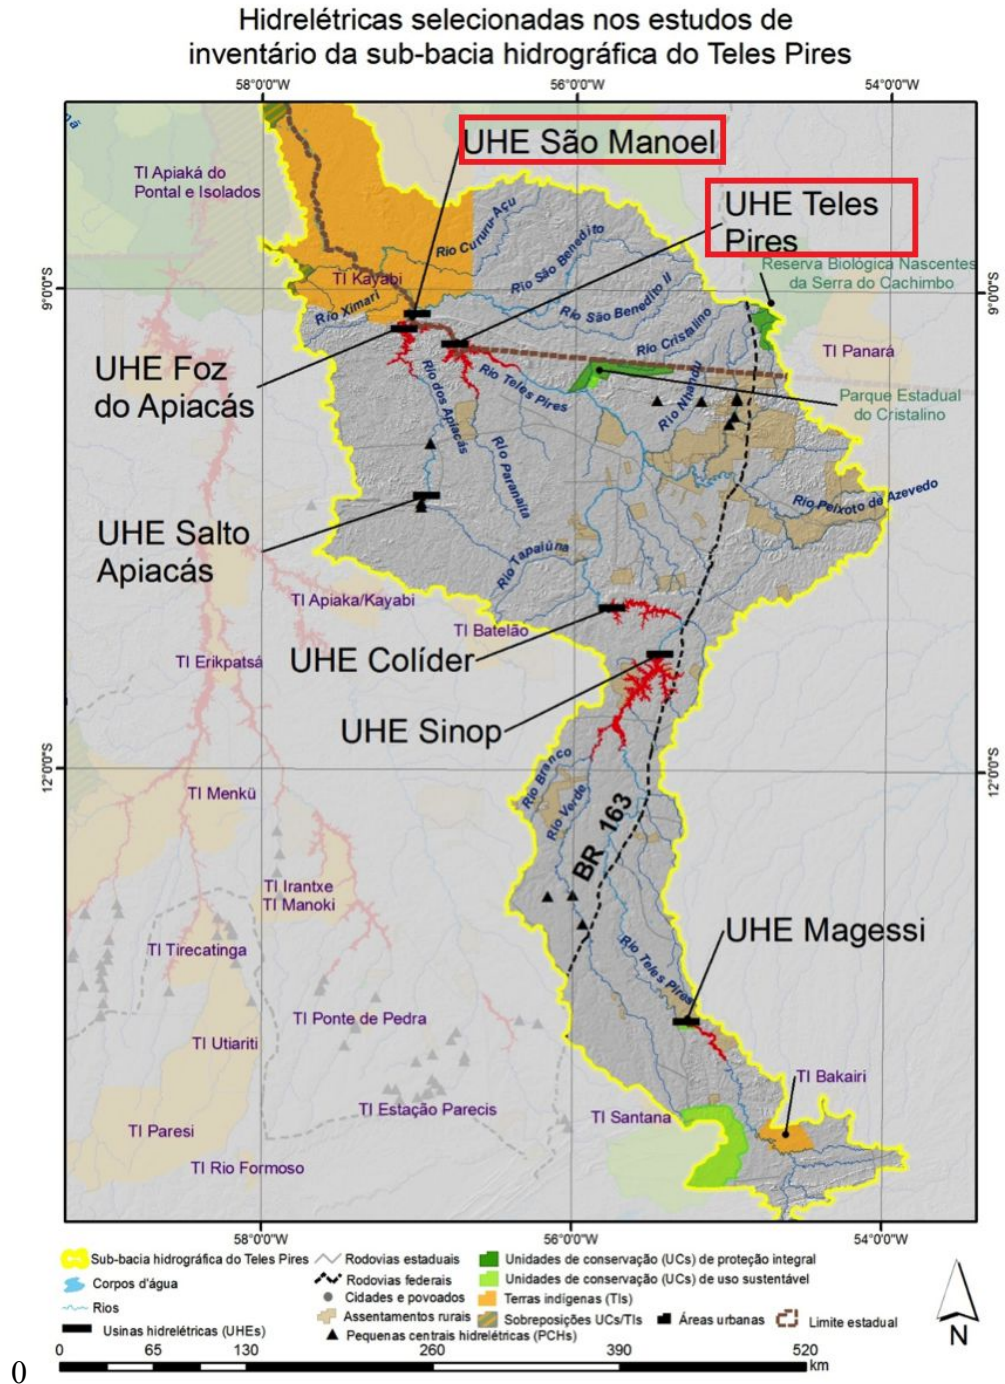 Hidrelétricas selecionadas nos estudos de
inventário da sub-bacia hidrográfica do Teles Pires
58°0'0"W
56°0'0"W
54°0'0"W
UHE São Manoel
TI Apiaká do
Pontal e Isolados
UHE Teles
Pires
Rio Cururu-Açu
Rio São Benedito
Reserva Biológica Nascentes
da Serra do Cachimbo
TI Kayabi
9°0'0"S
9°0'0"S
Rio Ximari
Rio São Benedito II
Rio Cristalino
TI Panará
UHE Foz
do Apiacás
Rio dos Apiacás
Rio Teles Pires
Rio Nhandu
Parque Estadual
do Cristalino
Rio Paranaíta
Rio Peixoto de Azevedo
UHE Salto
Apiacás
Rio Tapaiúna
TI Apiaka/Kayabi
TI Batelão
TI Erikpatsá
UHE Colíder
UHE Sinop
12°0'0"S
12°0'0"S
Rio Branco
Rio Verde
BR 163
TI Menkü
TI Irantxe
TI Manoki
UHE Magessi
TI Tirecatinga
Rio Teles Pires
TI Ponte de Pedra
TI Utiariti
TI Bakairi
TI Estação Parecis
TI Santana
TI Paresi
TI Rio Formoso
58°0'0"W
56°0'0"W
54°0'0"W
Sub-bacia hidrográfica do Teles Pires
Corpos d'água
Rios
Usinas hidrelétricas (UHEs)
Rodovias estaduais
Rodovias federais
Cidades e povoados
Assentamentos rurais
Pequenas centrais hidrelétricas (PCHs)
Unidades de conservação (UCs) de proteção integral
Unidades de conservação (UCs) de uso sustentável
Terras indígenas (TIs)
Sobreposições UCs/TIs
Áreas urbanas
Limite estadual
N
0
0 65 130 260 390 520
km